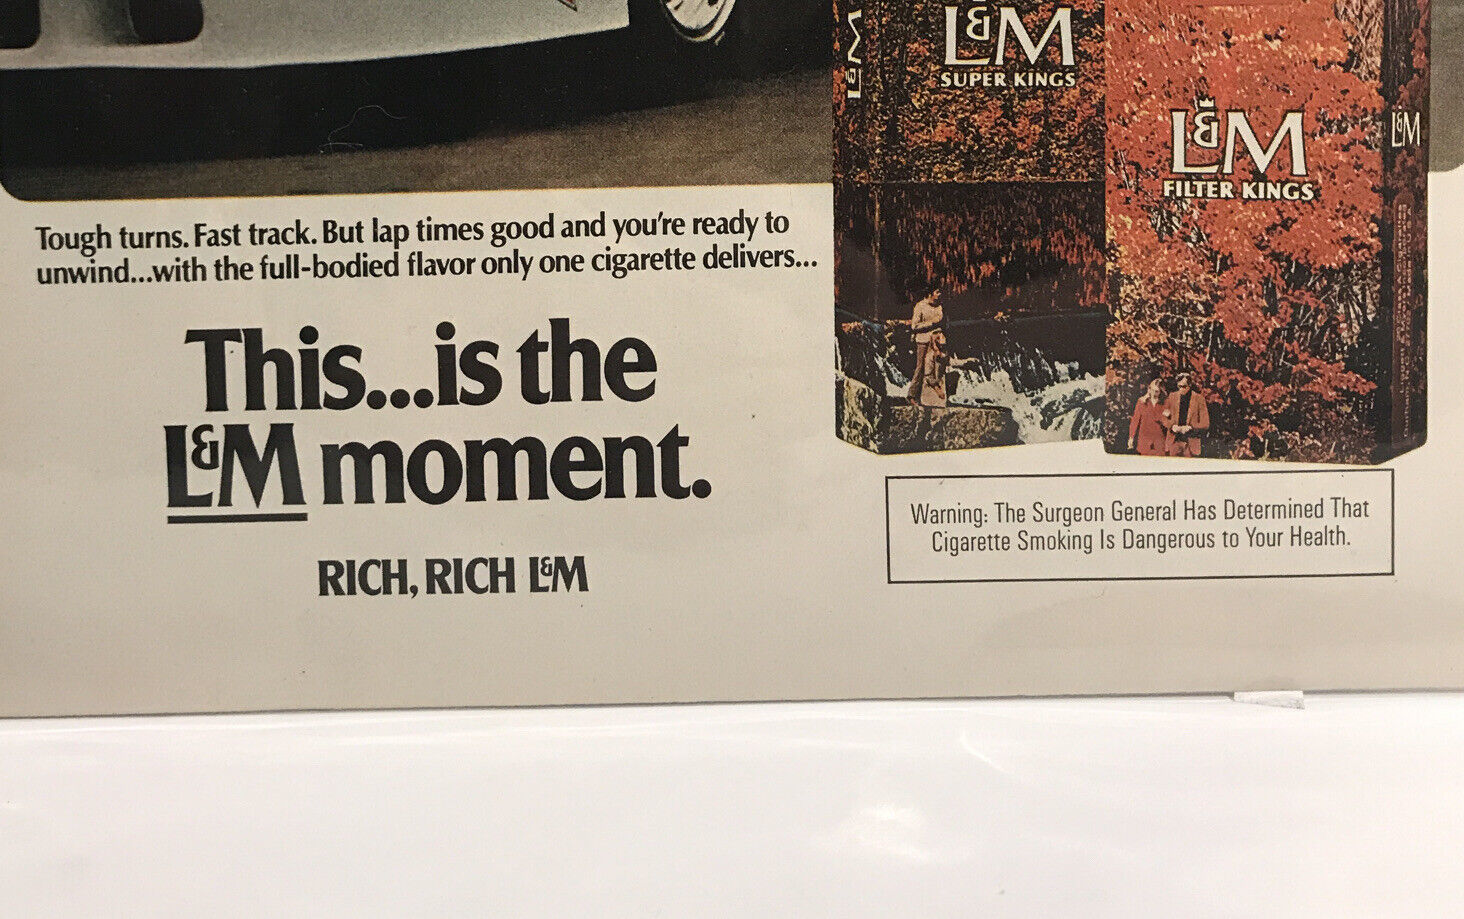 L&M
L&M
SUPER KINGS
L&M
FILTER KINGS
L&M
Tough turns. Fast track. But lap times good and you're ready to
unwind...with the full-bodied flavor only one cigarette delivers...
This...is the
L&M moment.
RICH, RICH L&M
Warning: The Surgeon General Has Determined That
Cigarette Smoking Is Dangerous to Your Health.